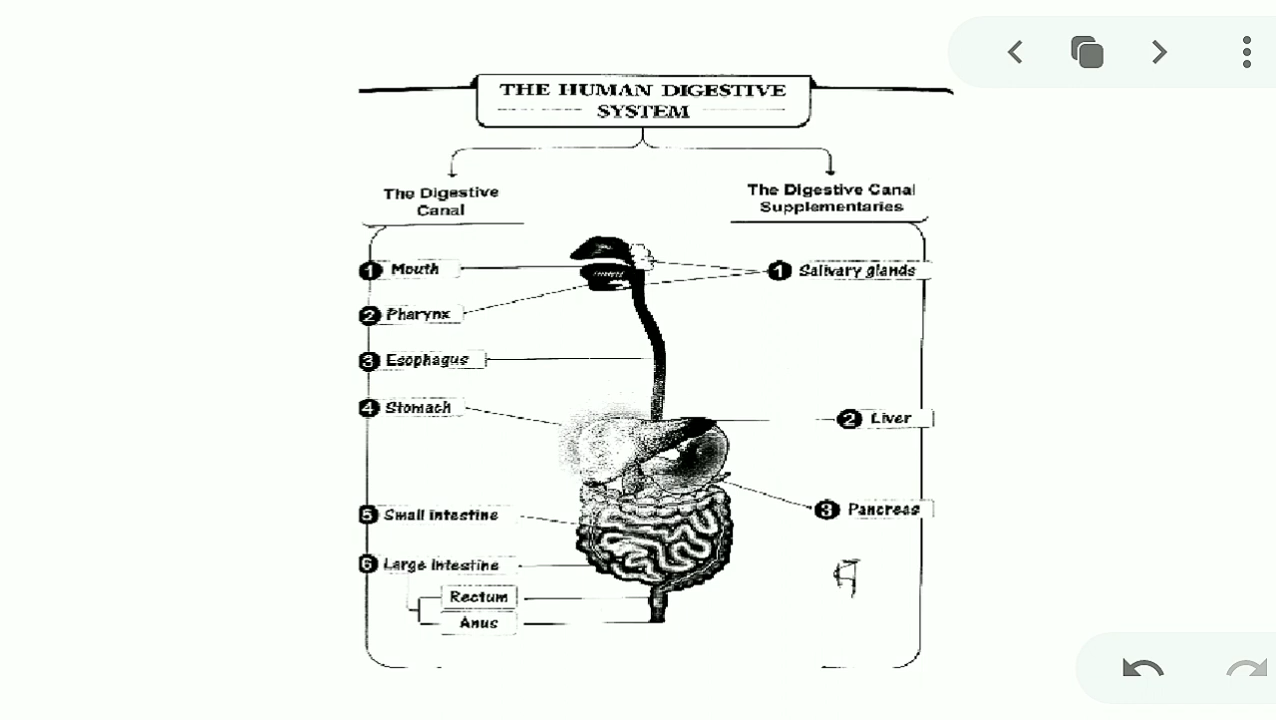 THE HUMAN DIGESTIVE
SYSTEM
The Digestive
Canal
The Digestive Canal
Supplementaries
1 Mouth
2 Pharynx
3 Esophagus
4 Stomach
5 Small intestine
6 Large Intestine
Rectum
Anus
1 Salivary glands
2 Liver
3 Pancreas